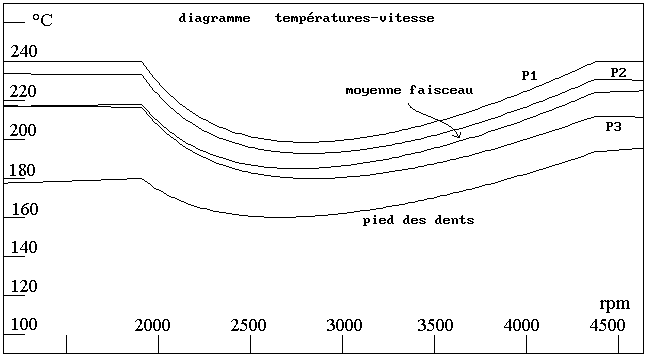 °C
diagramme températures-vitesse
240
P1
P2
220
moyenne faisceau
200
P3
180
160
pied des dents
140
120
rpm
100
2000 2500 3000 3500 4000 4500